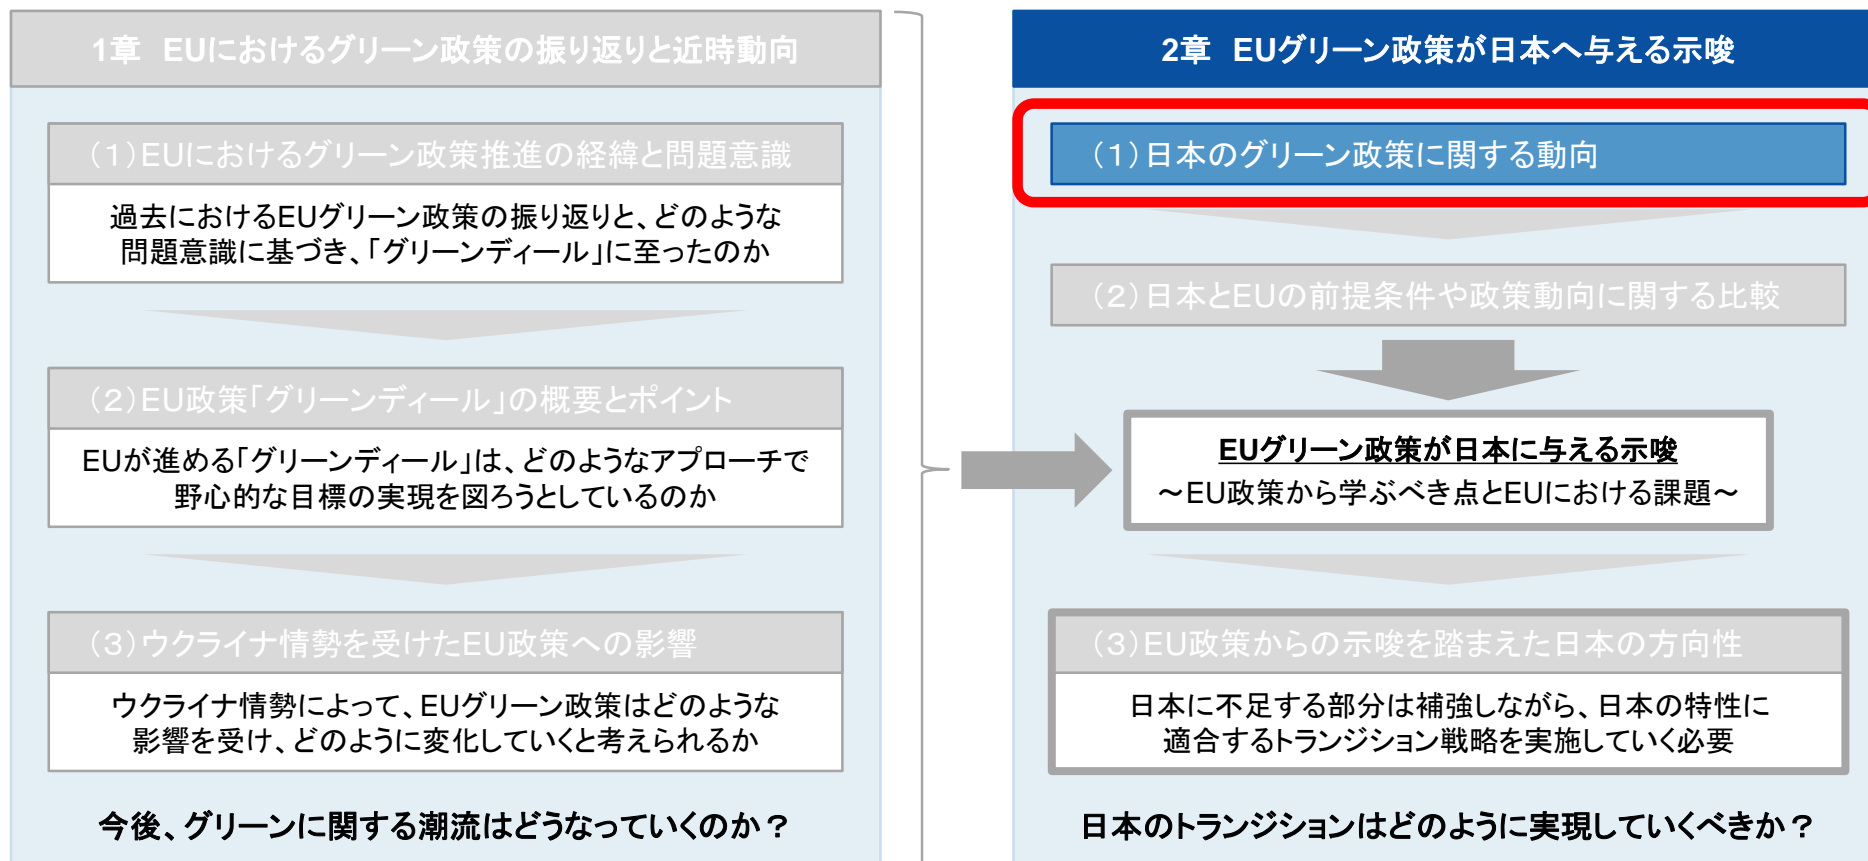 1章 EUにおけるグリーン政策の振り返りと近時動向
（１）EUにおけるグリーン政策推進の経緯と問題意識
過去におけるEUグリーン政策の振り返りと、どのような
問題意識に基づき、「グリーンディール」に至ったのか
（２）EU政策「グリーンディール」の概要とポイント
EUが進める「グリーンディール」は、どのようなアプローチで
野心的な目標の実現を図ろうとしているのか
（３）ウクライナ情勢を受けたEU政策への影響
ウクライナ情勢によって、EUグリーン政策はどのような
影響を受け、どのように変化していくと考えられるか
今後、グリーンに関する潮流はどうなっていくのか？
2章 EUグリーン政策が日本へ与える示唆
（１）日本のグリーン政策に関する動向
（２）日本とEUの前提条件や政策動向に関する比較
EUグリーン政策が日本に与える示唆
～EU政策から学ぶべき点とEUにおける課題～
（３）EU政策からの示唆を踏まえた日本の方向性
日本に不足する部分は補強しながら、日本の特性に
適合するトランジション戦略を実施していく必要
日本のトランジションはどのように実現していくべきか？